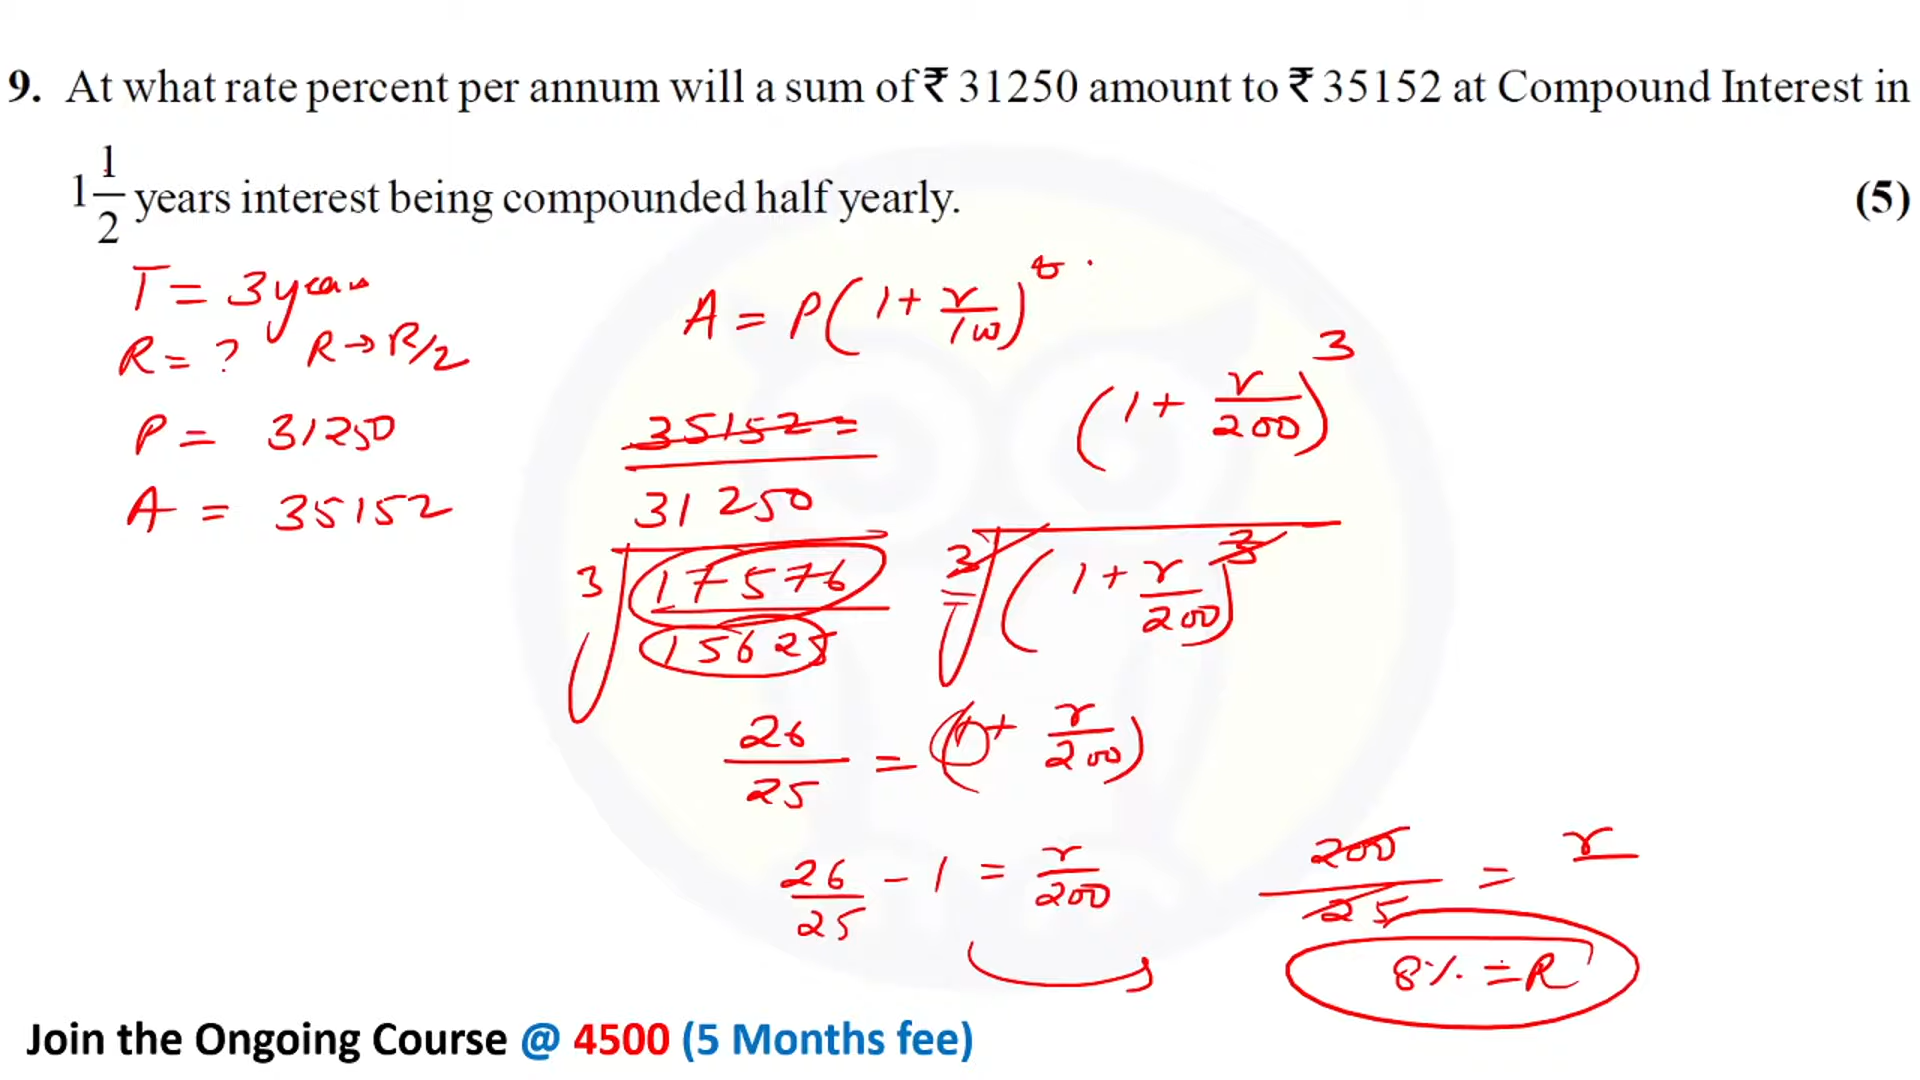 9. At what rate percent per annum will a sum of ₹ 31250 amount to ₹ 35152 at Compound Interest in
1 1/2 years interest being compounded half yearly. (5)
T = 3 years
R = ? R → R/2
P = 31250
A = 35152
A = P(1 + r/100)^t
35152 = (1 + r/200)^3
31250
∛(17576/15625) = ∛(1 + r/200)^3
26/25 = (1 + r/200)
26/25 - 1 = r/200
200/25 = r
8% = R
Join the Ongoing Course @ 4500 (5 Months fee)